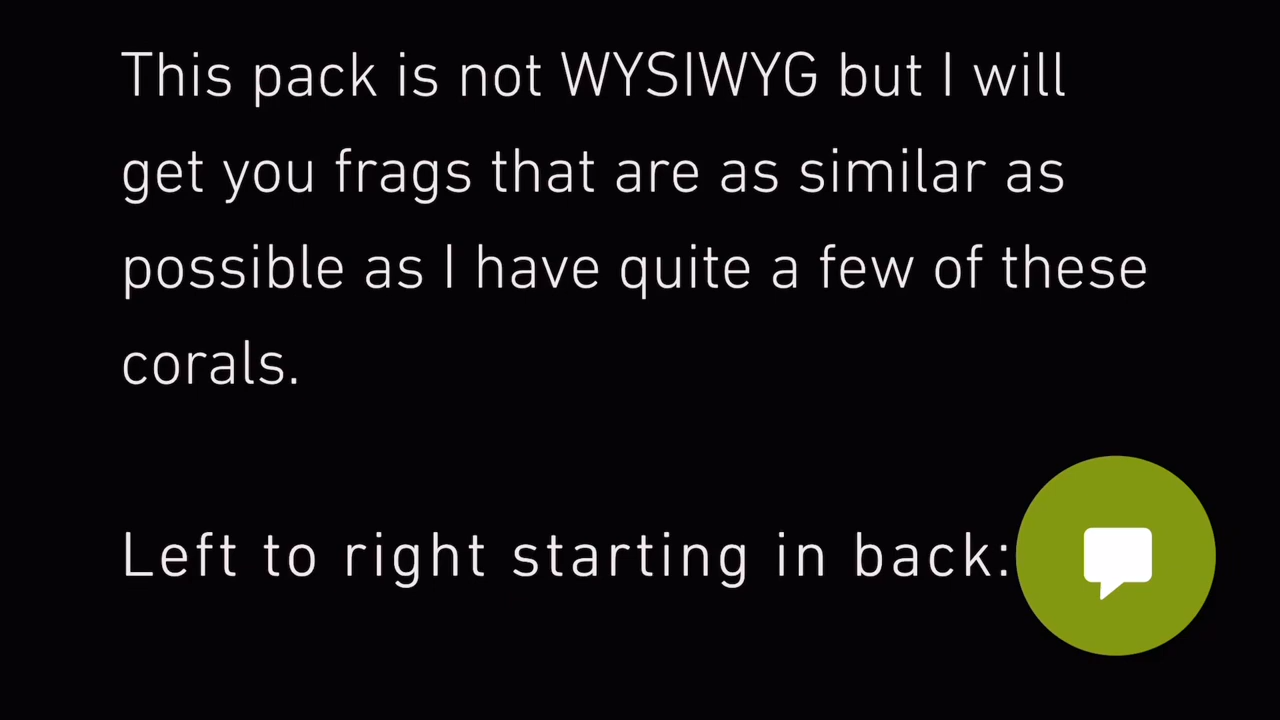 This pack is not WYSIWYG but I will
get you frags that are as similar as
possible as I have quite a few of these
corals.
Left to right starting in back: